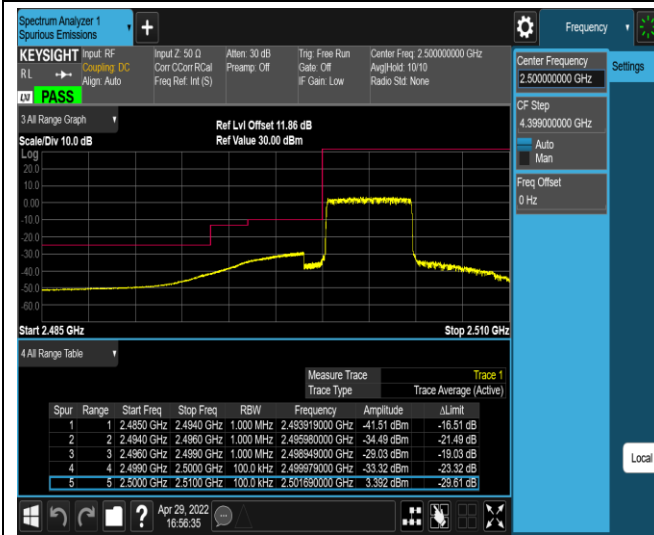 Spectrum Analyzer 1
Spurious Emissions
+
Frequency
KEYSIGHT
RL
LXI PASS
Input: RF
Coupling: DC
Align: Auto
Input Z: 50 Ω
Corr CCorr RCal
Freq Ref: Int (S)
Atten: 30 dB
Preamp: Off
Trig: Free Run
Gate: Off
IF Gain: Low
Center Freq: 2.500000000 GHz
Avg|Hold: 10/10
Radio Std: None
Center Frequency
2.500000000 GHz
Settings
CF Step
4.399000000 GHz
Auto
Man
Freq Offset
0 Hz
3 All Range Graph
Scale/Div 10.0 dB
Ref Lvl Offset 11.86 dB
Ref Value 30.00 dBm
Log
20.0
10.0
0.00
-10.0
-20.0
-30.0
-40.0
-50.0
-60.0
Start 2.485 GHz Stop 2.510 GHz
4 All Range Table
Measure Trace Trace 1
Trace Type Trace Average (Active)
Spur Range Start Freq Stop Freq RBW Frequency Amplitude ΔLimit
1 1 2.4850 GHz 2.4940 GHz 1.000 MHz 2.493919000 GHz -41.51 dBm -16.51 dB
2 2 2.4940 GHz 2.4960 GHz 1.000 MHz 2.495980000 GHz -34.49 dBm -21.49 dB
3 3 2.4960 GHz 2.4990 GHz 1.000 MHz 2.498949000 GHz -29.03 dBm -19.03 dB
4 4 2.4990 GHz 2.5000 GHz 100.0 kHz 2.499979000 GHz -33.32 dBm -23.32 dB
5 5 2.5000 GHz 2.5100 GHz 100.0 kHz 2.501690000 GHz 3.392 dBm -29.61 dB
Local
?
Apr 29, 2022
16:56:35